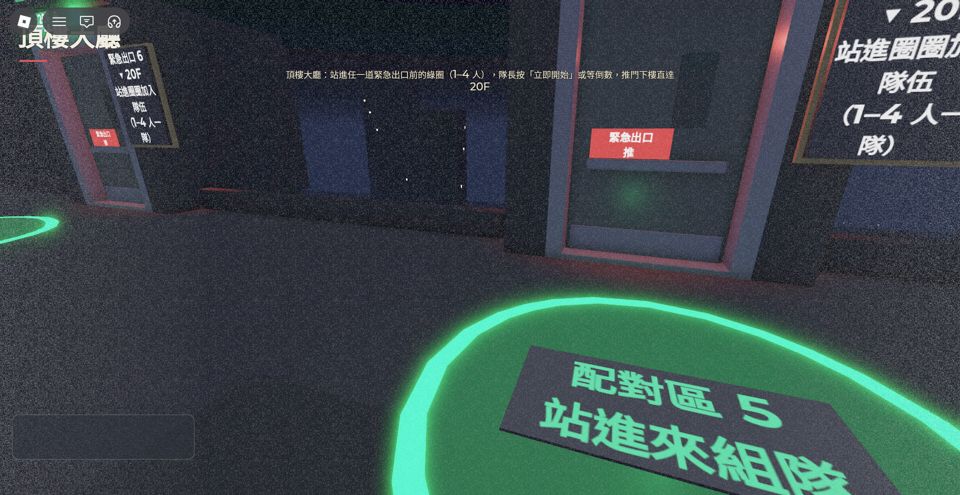 頂樓大廳
緊急出口 6
▼20F
站進圈圈加入
隊伍
（1–4 人一
隊）
緊急出口
推
頂樓大廳：站進任一道緊急出口前的綠圈（1–4 人），隊長按「立即開始」或等倒數，推門下樓直達
20F
緊急出口
推
▼ 20
站進圈圈加
隊伍
（1–4 人一
隊）
配對區 5
站進來組隊